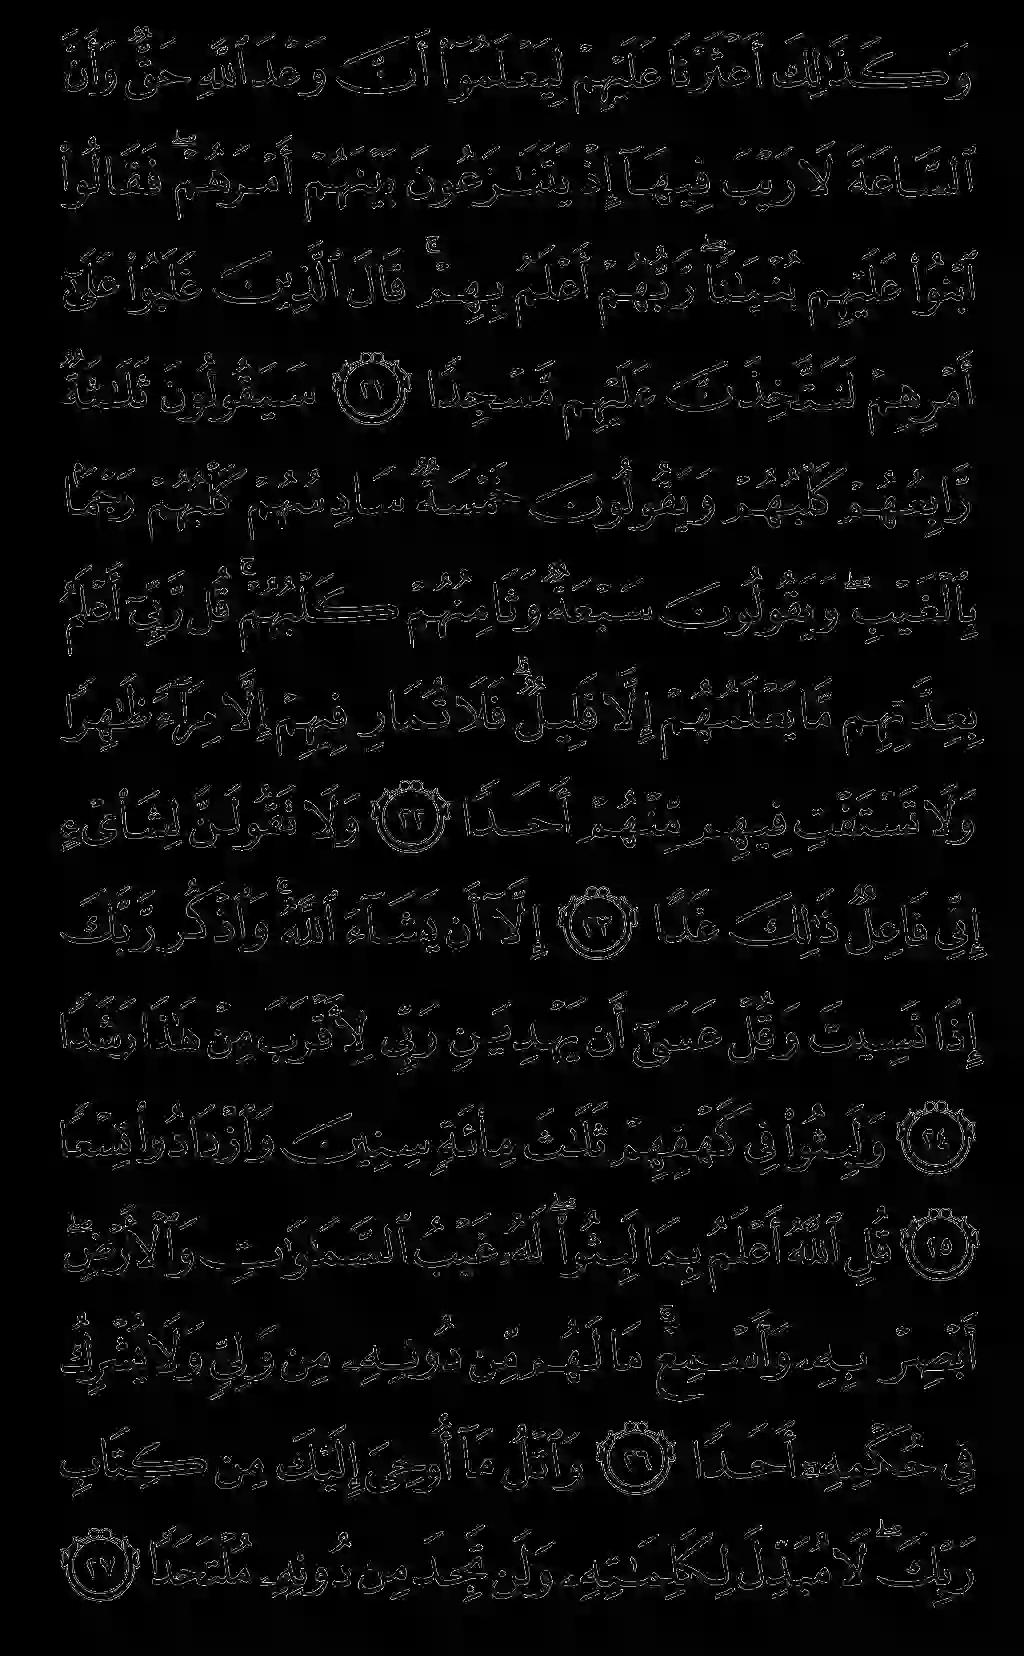 وَكَذَٰلِكَ أَعْثَرْنَا عَلَيْهِمْ لِيَعْلَمُوٓا۟ أَنَّ وَعْدَ ٱللَّهِ حَقٌّ وَأَنَّ
ٱلسَّاعَةَ لَا رَيْبَ فِيهَآ إِذْ يَتَنَٰزَعُونَ بَيْنَهُمْ أَمْرَهُمْ ۖ فَقَالُوا۟
ٱبْنُوا۟ عَلَيْهِم بُنْيَٰنًا ۖ رَّبُّهُمْ أَعْلَمُ بِهِمْ ۚ قَالَ ٱلَّذِينَ غَلَبُوا۟ عَلَىٰٓ
أَمْرِهِمْ لَنَتَّخِذَنَّ عَلَيْهِم مَّسْجِدًا ٢١ سَيَقُولُونَ ثَلَٰثَةٌ
رَّابِعُهُمْ كَلْبُهُمْ وَيَقُولُونَ خَمْسَةٌ سَادِسُهُمْ كَلْبُهُمْ رَجْمًۢا
بِٱلْغَيْبِ ۖ وَيَقُولُونَ سَبْعَةٌ وَثَامِنُهُمْ كَلْبُهُمْ ۚ قُل رَّبِّىٓ أَعْلَمُ
بِعِدَّتِهِم مَّا يَعْلَمُهُمْ إِلَّا قَلِيلٌ ۗ فَلَا تُمَارِ فِيهِمْ إِلَّا مِرَآءً ظَٰهِرًا
وَلَا تَسْتَفْتِ فِيهِم مِّنْهُمْ أَحَدًا ٢٢ وَلَا تَقُولَنَّ لِشَا۟ىْءٍ
إِنِّى فَاعِلٌ ذَٰلِكَ غَدًا ٢٣ إِلَّآ أَن يَشَآءَ ٱللَّهُ ۚ وَٱذْكُر رَّبَّكَ
إِذَا نَسِيتَ وَقُلْ عَسَىٰٓ أَن يَهْدِيَنِ رَبِّى لِأَقْرَبَ مِنْ هَٰذَا رَشَدًا
٢٤ وَلَبِثُوا۟ فِى كَهْفِهِمْ ثَلَٰثَ مِا۟ئَةٍ سِنِينَ وَٱزْدَادُوا۟ تِسْعًا
٢٥ قُلِ ٱللَّهُ أَعْلَمُ بِمَا لَبِثُوا۟ ۖ لَهُۥ غَيْبُ ٱلسَّمَٰوَٰتِ وَٱلْأَرْضِ ۖ
أَبْصِرْ بِهِۦ وَأَسْمِعْ ۚ مَا لَهُم مِّن دُونِهِۦ مِن وَلِىٍّ وَلَا يُشْرِكُ
فِى حُكْمِهِۦٓ أَحَدًا ٢٦ وَٱتْلُ مَآ أُوحِىَ إِلَيْكَ مِن كِتَابِ
رَبِّكَ ۖ لَا مُبَدِّلَ لِكَلِمَٰتِهِۦ وَلَن تَجِدَ مِن دُونِهِۦ مُلْتَحَدًا ٢٧